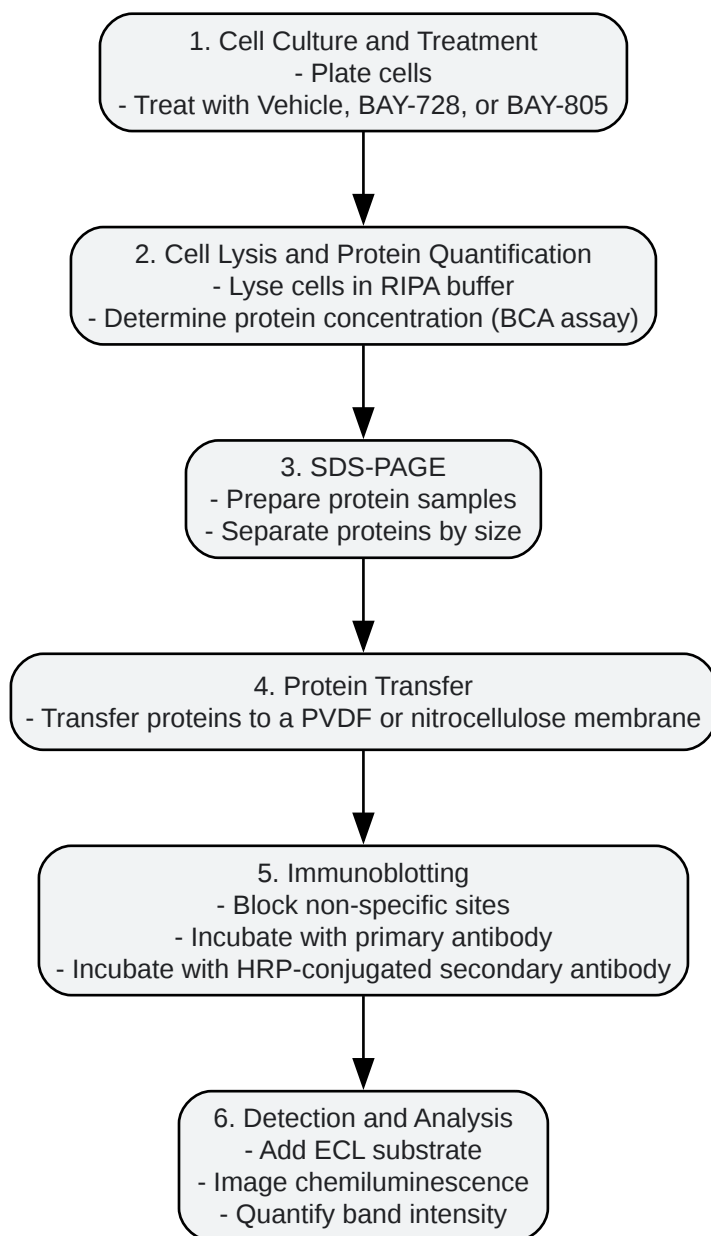 1. Cell Culture and Treatment
- Plate cells
- Treat with Vehicle, BAY-728, or BAY-805
2. Cell Lysis and Protein Quantification
- Lyse cells in RIPA buffer
- Determine protein concentration (BCA assay)
3. SDS-PAGE
- Prepare protein samples
- Separate proteins by size
4. Protein Transfer
- Transfer proteins to a PVDF or nitrocellulose membrane
5. Immunoblotting
- Block non-specific sites
- Incubate with primary antibody
- Incubate with HRP-conjugated secondary antibody
6. Detection and Analysis
- Add ECL substrate
- Image chemiluminescence
- Quantify band intensity